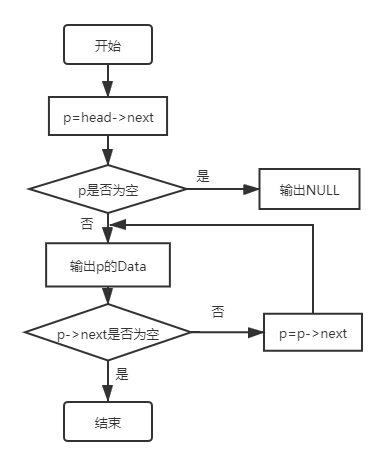 开始
p=head->next
p是否为空
是
输出NULL
否
输出p的Data
p->next是否为空
否
p=p->next
是
结束